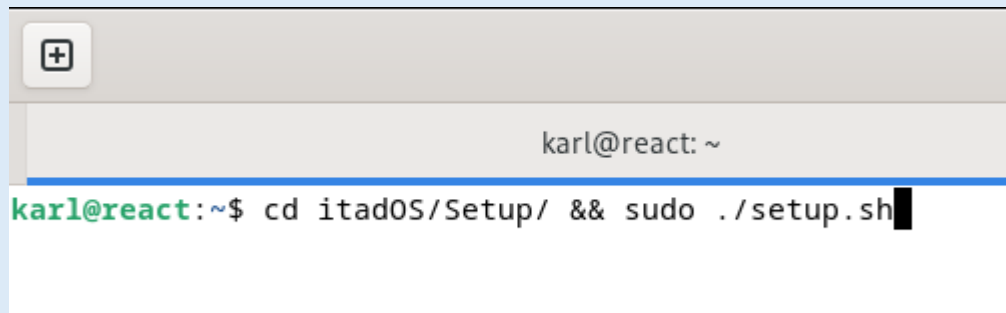 karl@react: ~
karl@react:~$ cd itadOS/Setup/ && sudo ./setup.sh